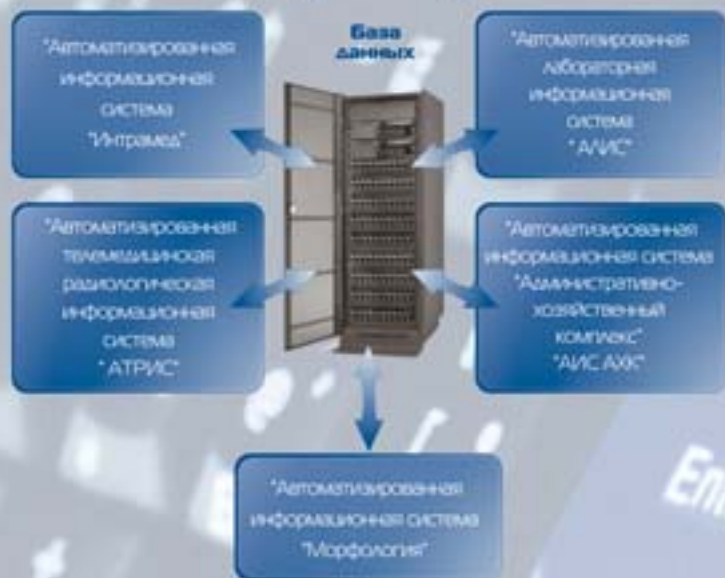 База
данных
"Автоматизированная
информационная
система
"Интрамед"
"Автоматизированная
лабораторная
информационная
система
"АЛИС"
"Автоматизированная
телемедицинская
радиологическая
информационная
система
"АТРИС"
"Автоматизированная
информационная система
"Административно-
хозяйственный
комплекс"
"АИС АХК"
"Автоматизированная
информационная система
"Морфология"
En